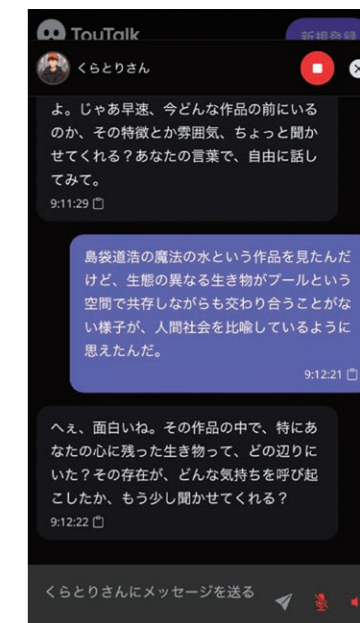 TouTalk
新規登録
くらとりさん
よ。じゃあ早速、今どんな作品の前にいる
のか、その特徴とか雰囲気、ちょっと聞か
せてくれる？あなたの言葉で、自由に話し
てみて。
9:11:29
島袋道浩の魔法の水という作品を見たんだ
けど、生態の異なる生き物がプールという
空間で共存しながらも交わり合うことがな
い様子が、人間社会を比喩しているように
思えたんだ。
9:12:21
へぇ、面白いね。その作品の中で、特にあ
なたの心に残った生き物って、どの辺りに
いた？その存在が、どんな気持ちを呼び起
こしたか、もう少し聞かせてくれる？
9:12:22
くらとりさんにメッセージを送る